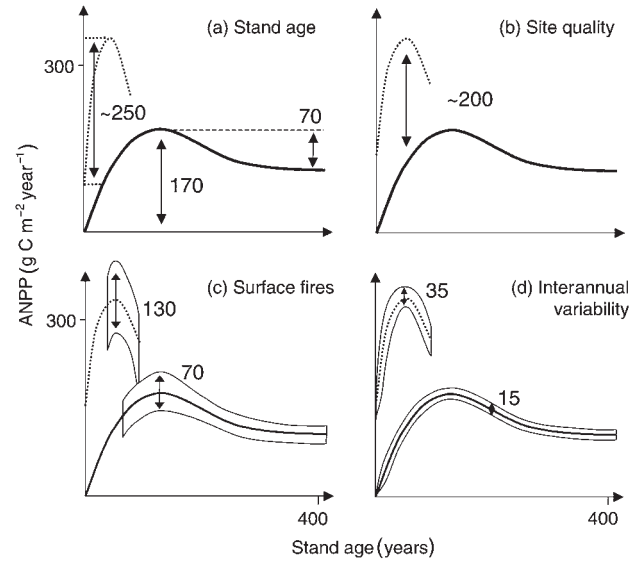 (a) Stand age
300
~250
70
170
(b) Site quality
~200
ANPP (g C m⁻² year⁻¹)
(c) Surface fires
300
130
70
400
(d) Interannual
variability
35
15
400
Stand age (years)